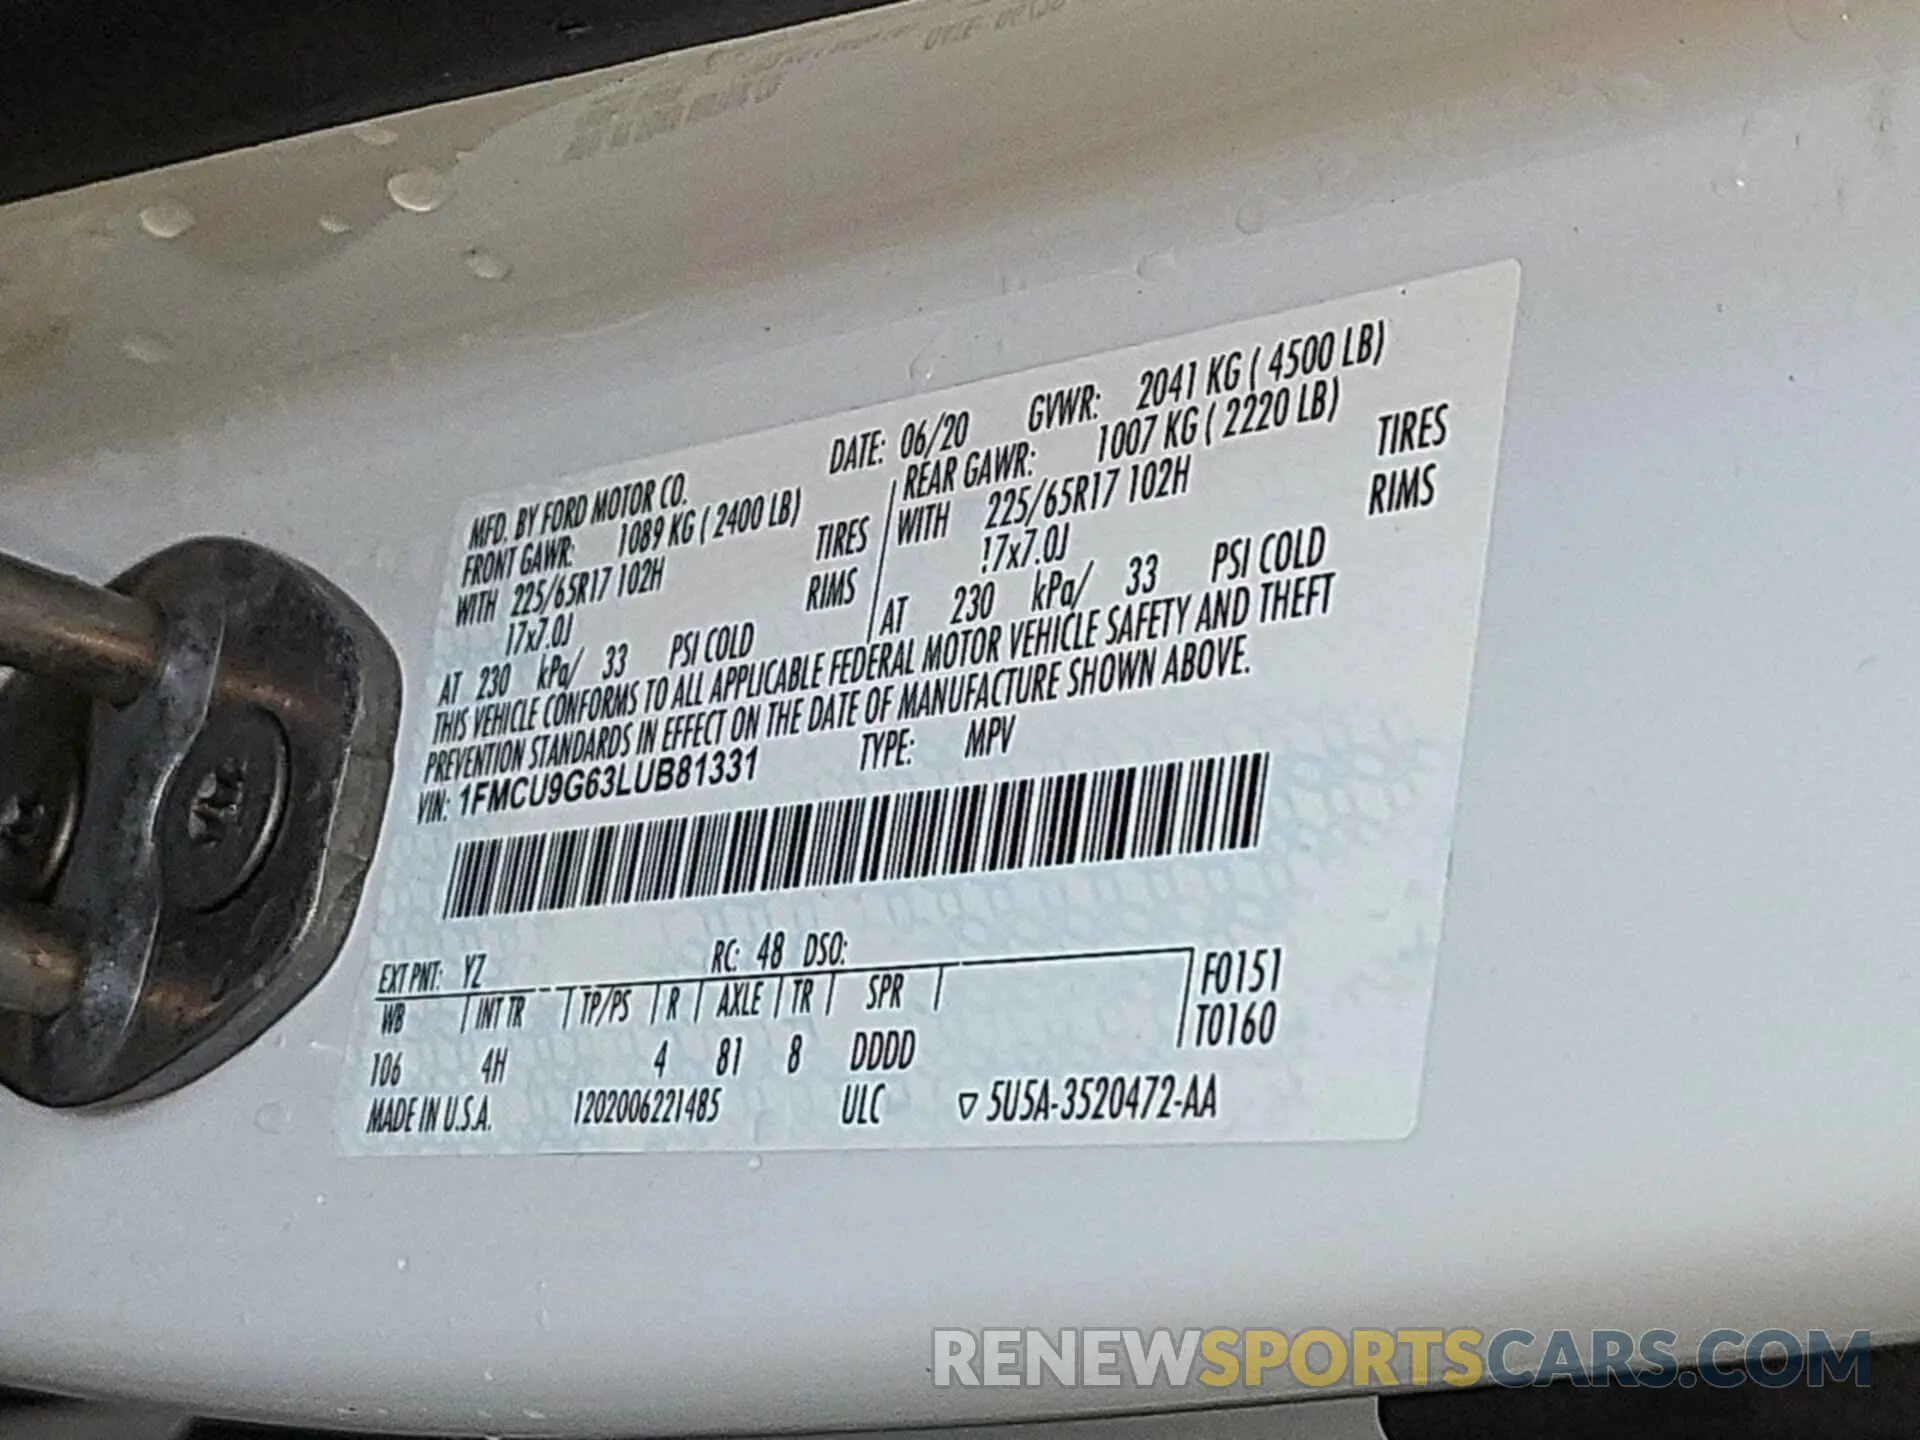 MFD. BY FORD MOTOR CO. DATE: 06/20 GVWR: 2041 KG ( 4500 LB)
FRONT GAWR: 1089 KG ( 2400 LB) REAR GAWR: 1007 KG ( 2220 LB)
WITH 225/65R17 102H TIRES WITH 225/65R17 102H TIRES
17x7.0J RIMS 17x7.0J RIMS
AT 230 kPa/ 33 PSI COLD AT 230 kPa/ 33 PSI COLD
THIS VEHICLE CONFORMS TO ALL APPLICABLE FEDERAL MOTOR VEHICLE SAFETY AND THEFT
PREVENTION STANDARDS IN EFFECT ON THE DATE OF MANUFACTURE SHOWN ABOVE.
VIN: 1FMCU9G63LUB81331 TYPE: MPV
EXT PNT: YZ RC: 48 DSO:
WB INT TR TP/PS R AXLE TR SPR F0151
106 4H 4 81 8 DDDD T0160
MADE IN U.S.A. 1202006221485 ULC 5U5A-3520472-AA
RENEWSPORTSCARS.COM